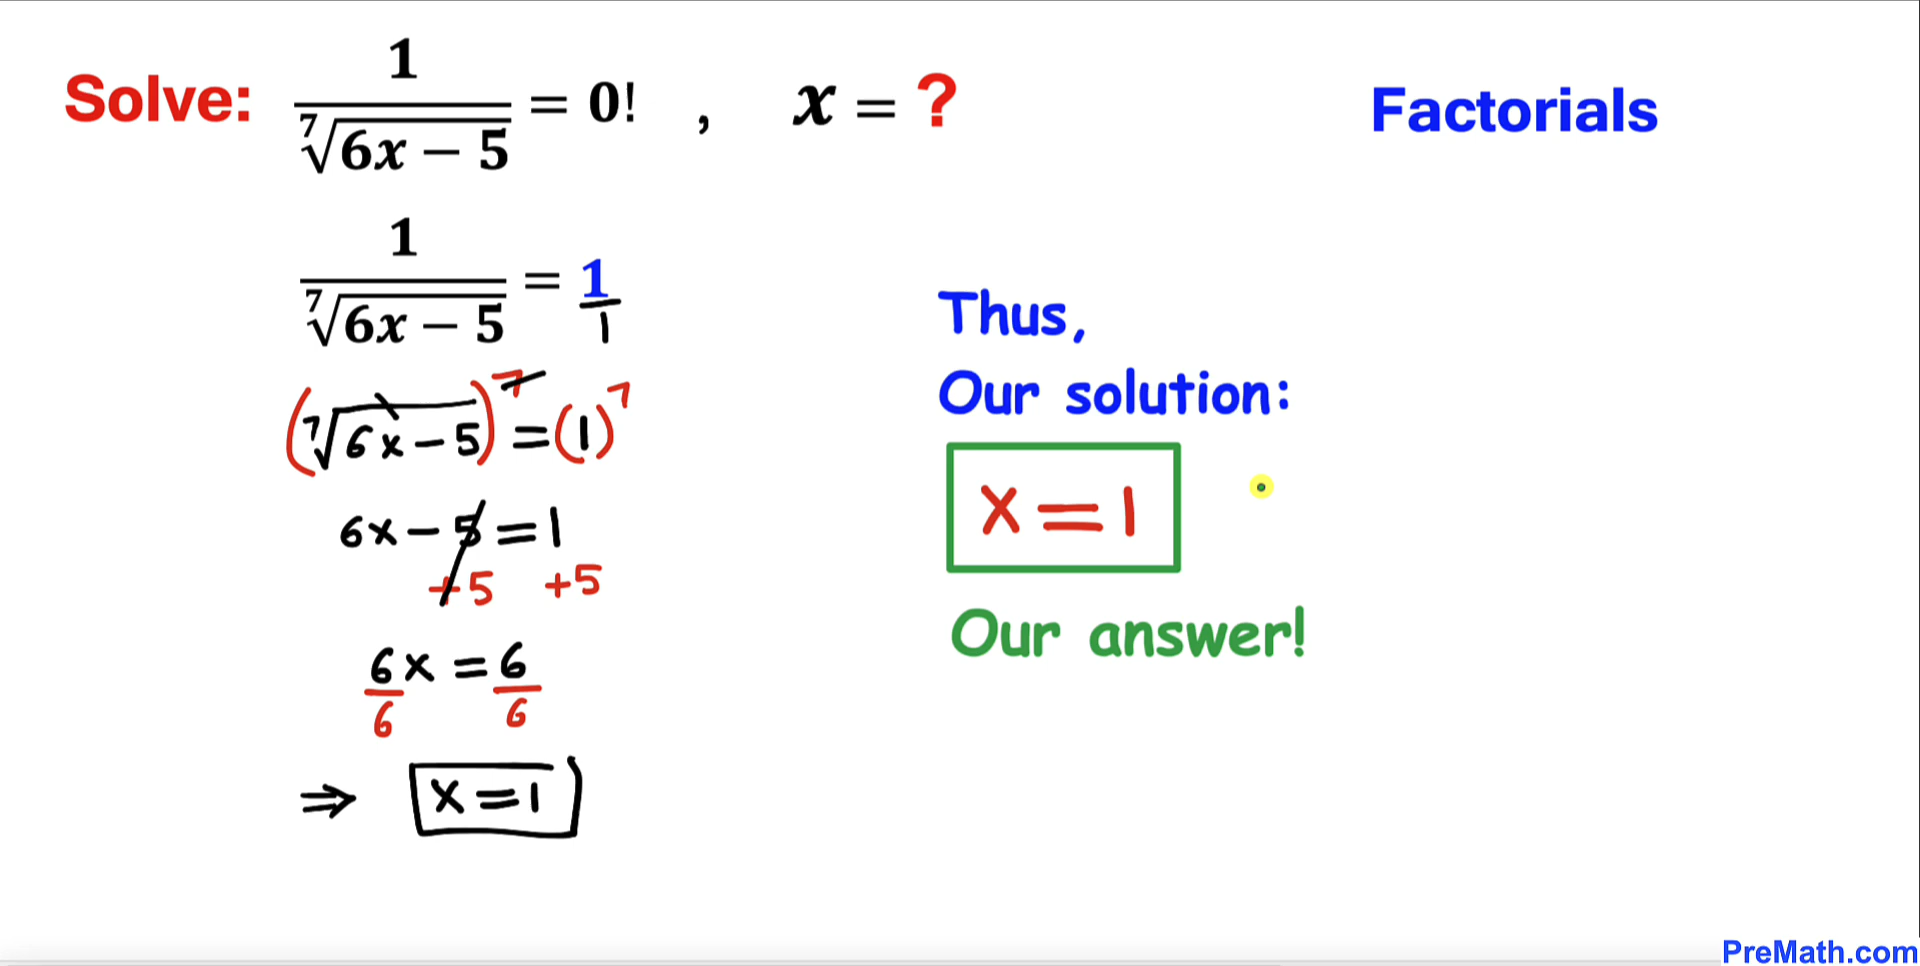 Solve: 1/⁷√(6x − 5) = 0! , x = ?
Factorials
1/⁷√(6x − 5) = 1/1
(⁷√(6x − 5))⁷ = (1)⁷
6x − 5 = 1
+5 +5
6x = 6
6 6
⇒ x = 1
Thus,
Our solution:
x = 1
Our answer!
PreMath.com